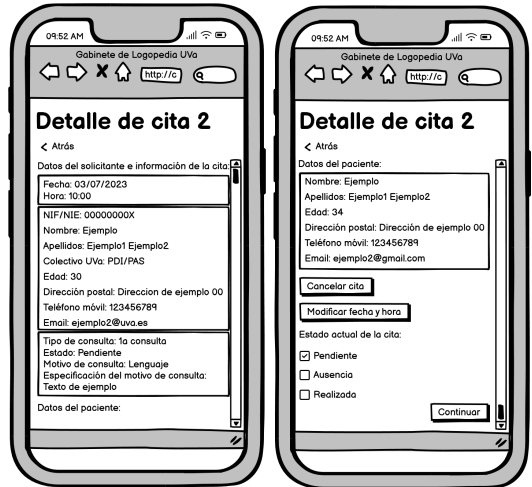 09:52 AM
Gabinete de Logopedia UVa
http://c
Detalle de cita 2
Atrás
Datos del solicitante e información de la cita:
Fecha: 03/07/2023
Hora: 10:00
NIF/NIE: 00000000X
Nombre: Ejemplo
Apellidos: Ejemplo1 Ejemplo2
Colectivo UVa: PDI/PAS
Edad: 30
Dirección postal: Direccion de ejemplo 00
Teléfono móvil: 123456789
Email: ejemplo2@uva.es
Tipo de consulta: 1a consulta
Estado: Pendiente
Motivo de consulta: Lenguaje
Especificación del motivo de consulta:
Texto de ejemplo
Datos del paciente:
09:52 AM
Gabinete de Logopedia UVa
http://c
Detalle de cita 2
Atrás
Datos del paciente:
Nombre: Ejemplo
Apellidos: Ejemplo1 Ejemplo2
Edad: 34
Dirección postal: Dirección de ejemplo 00
Teléfono móvil: 123456789
Email: ejemplo2@gmail.com
Cancelar cita
Modificar fecha y hora
Estado actual de la cita:
Pendiente
Ausencia
Realizada
Continuar